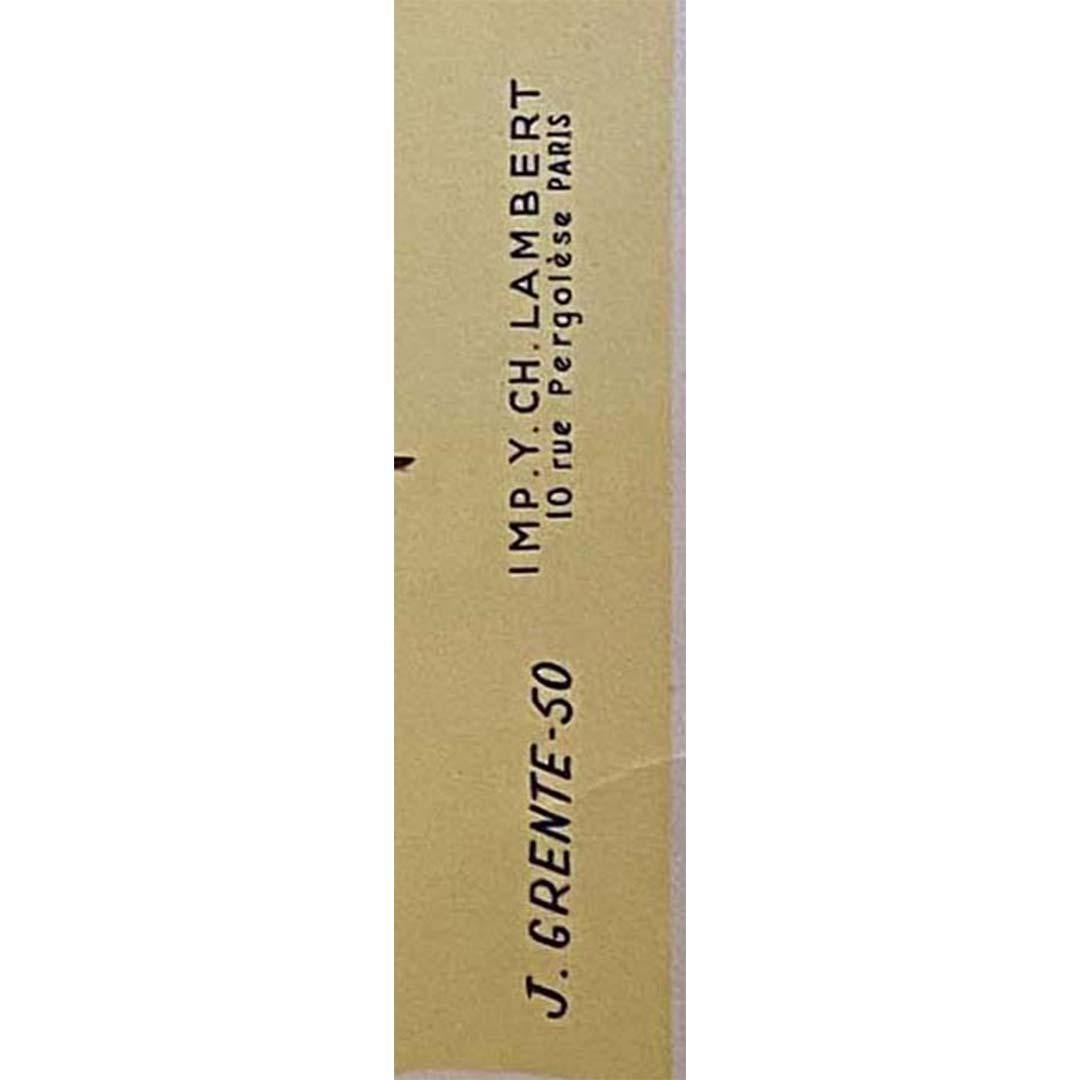 J. GRENTE-50
IMP.Y.CH.LAMBERT
10 rue Pergolèse PARIS